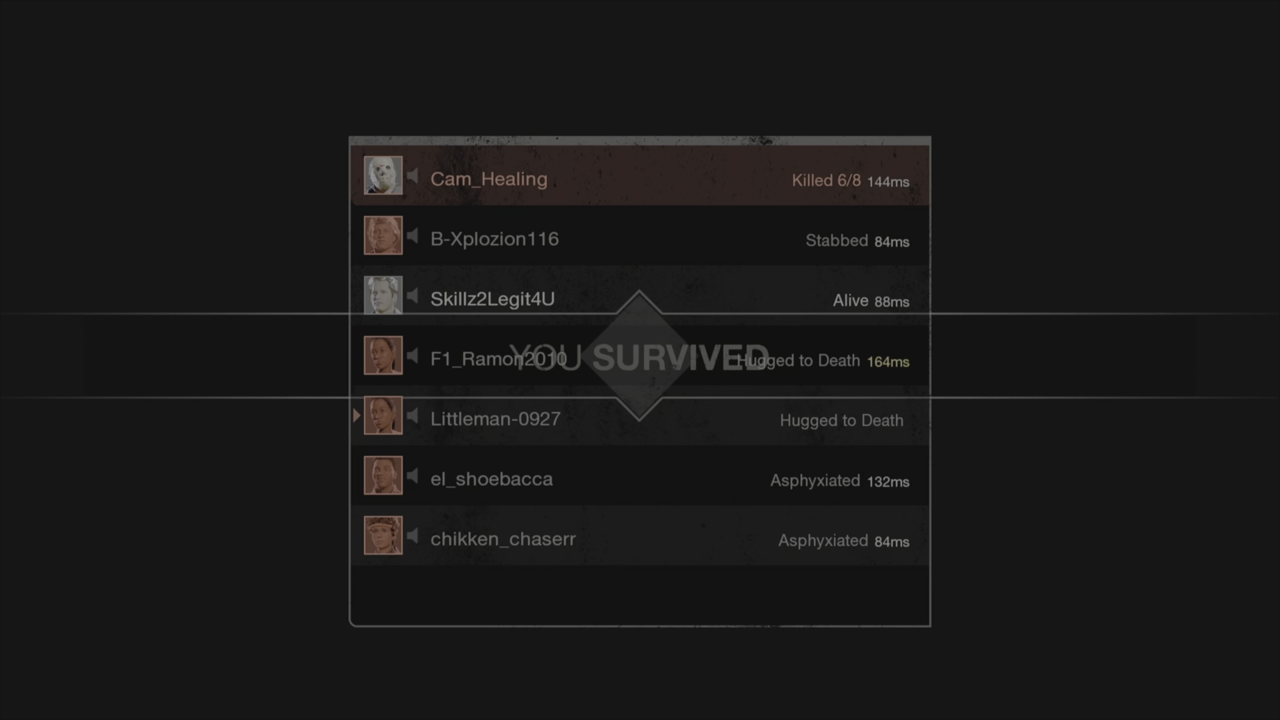 Cam_Healing Killed 6/8 144ms
B-Xplozion116 Stabbed 84ms
Skillz2Legit4U Alive 88ms
F1_Ramon2010 Hugged to Death 164ms
YOU SURVIVED
Littleman-0927 Hugged to Death
el_shoebacca Asphyxiated 132ms
chikken_chaserr Asphyxiated 84ms